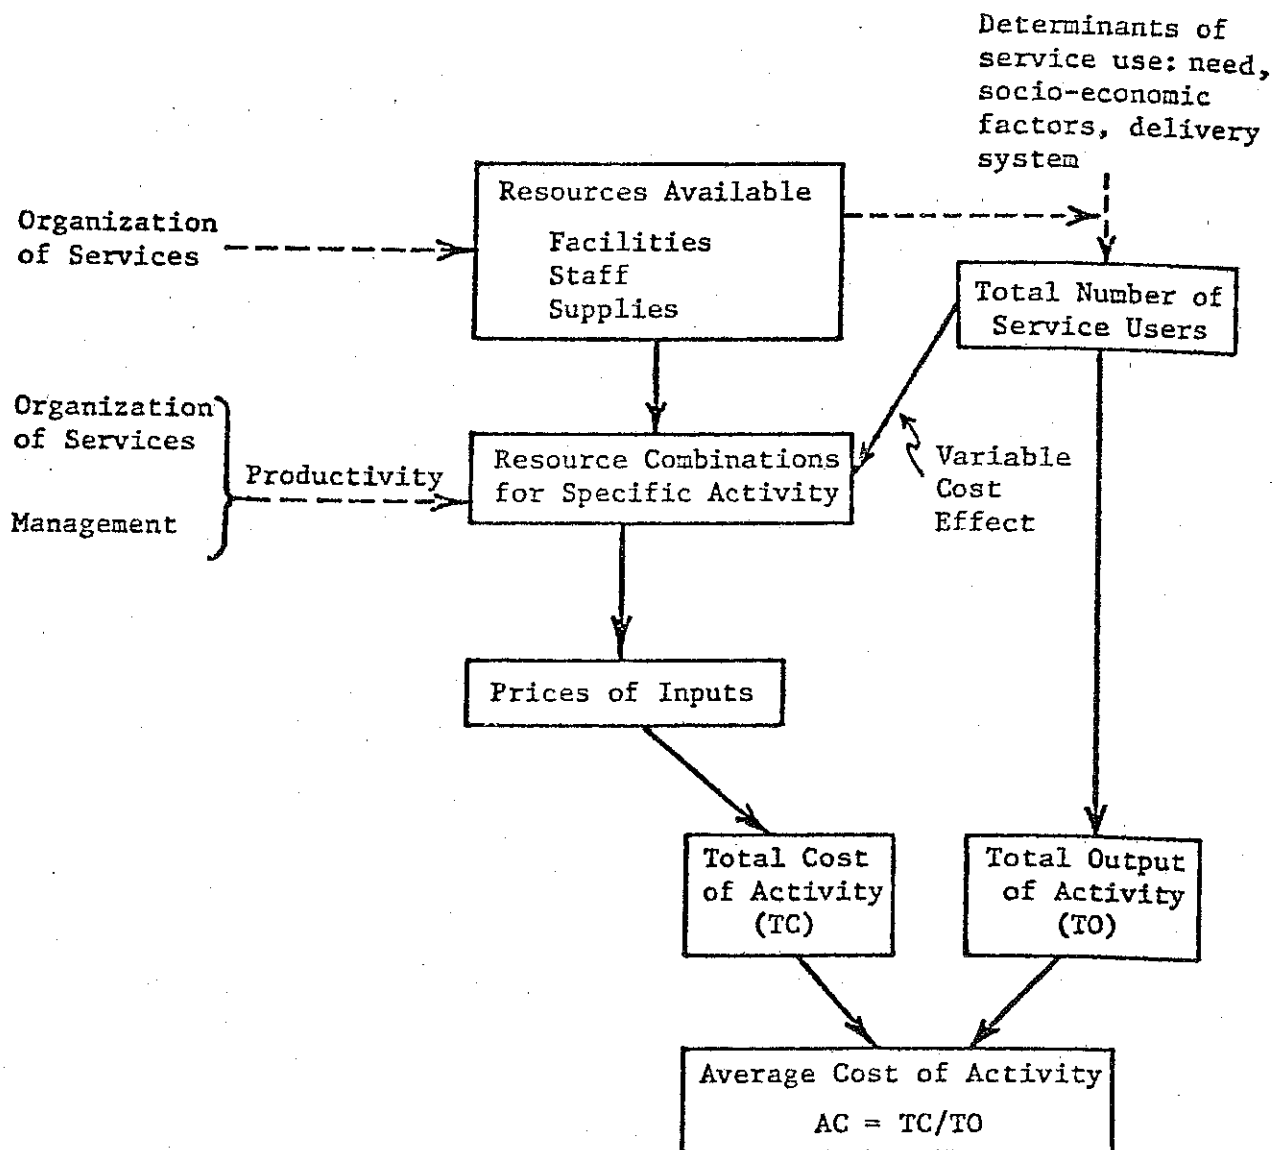 Determinants of
service use: need,
socio-economic
factors, delivery
system
Resources Available
Facilities
Staff
Supplies
Organization
of Services
Total Number of
Service Users
Organization
of Services
Management
Productivity
Resource Combinations
for Specific Activity
Variable
Cost
Effect
Prices of Inputs
Total Cost
of Activity
(TC)
Total Output
of Activity
(TO)
Average Cost of Activity
AC = TC/TO